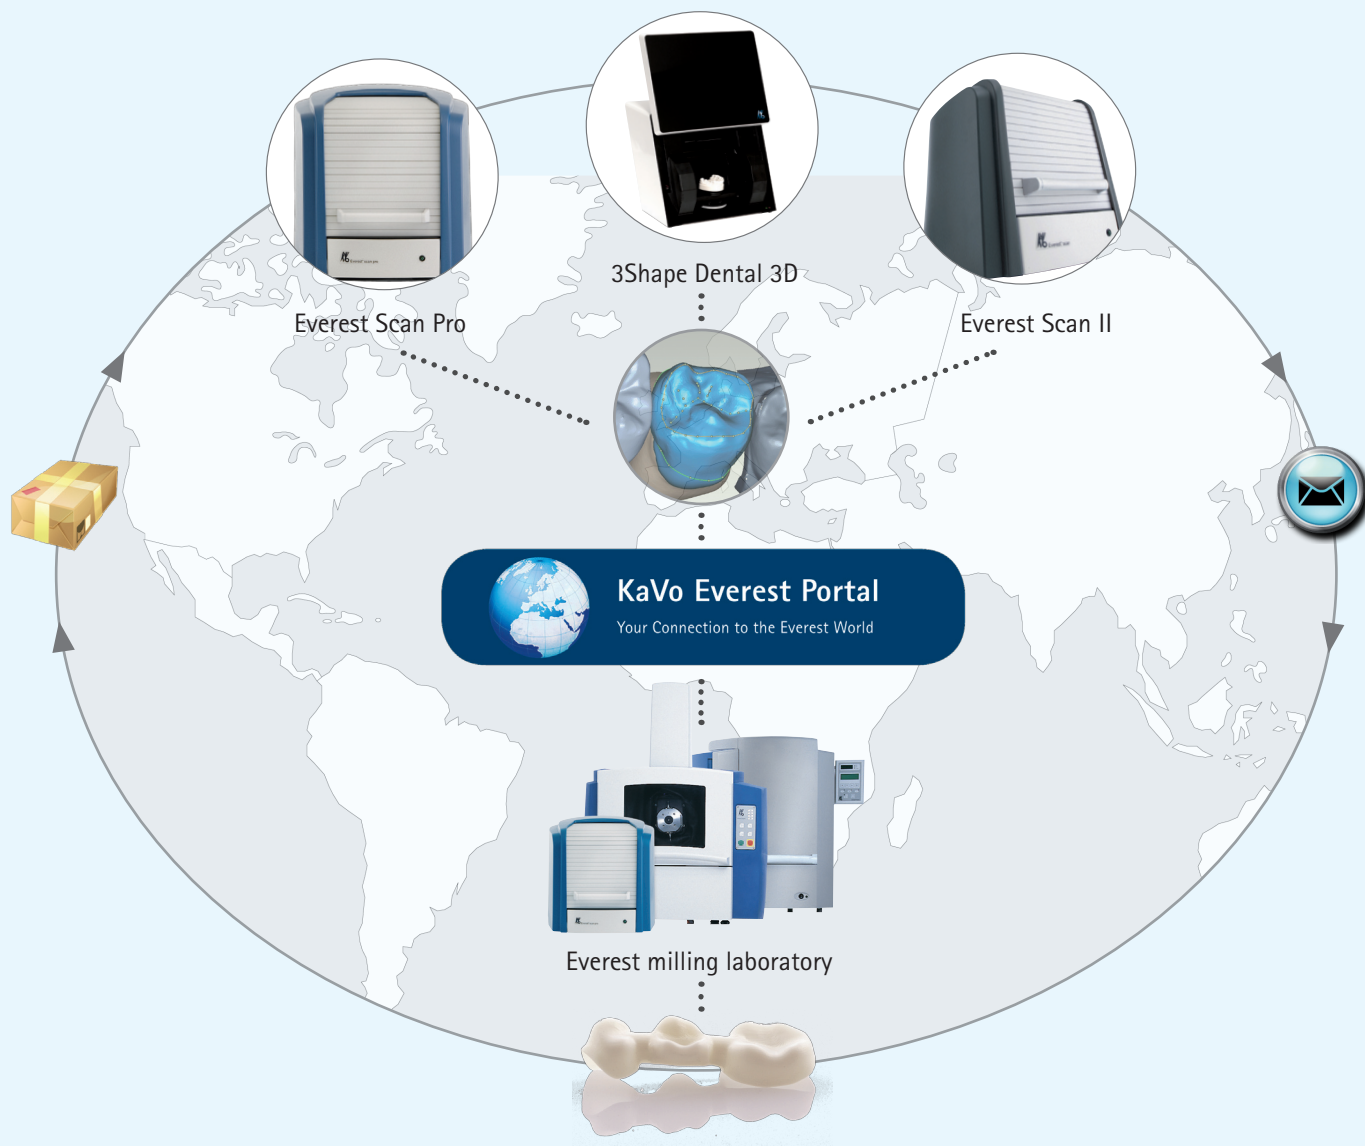 3Shape Dental 3D
Everest Scan Pro
Everest Scan II
KaVo Everest Portal
Your Connection to the Everest World
Everest milling laboratory